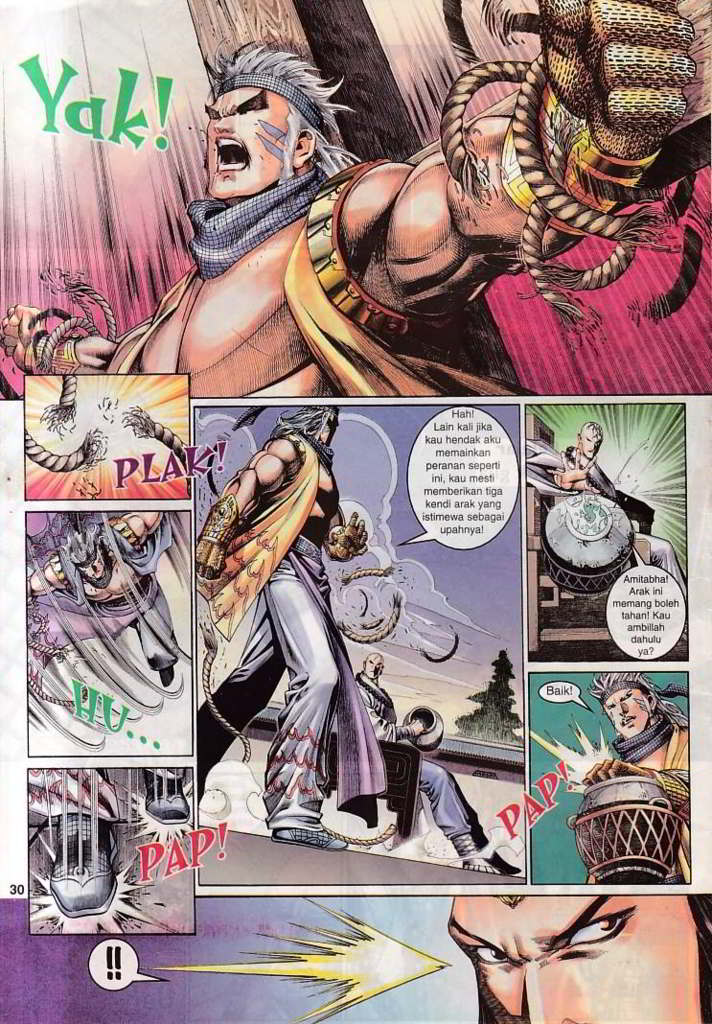 Yak!
PLAK!
HU...
PAP!
Hah!
Lain kali jika
kau hendak aku
memainkan
peranan seperti
ini, kau mesti
memberikan tiga
kendi arak yang
istimewa sebagai
upahnya!
Amitabha!
Arak ini
memang boleh
tahan! Kau
ambillah
dahulu
ya?
Baik!
PAP!
30
!!